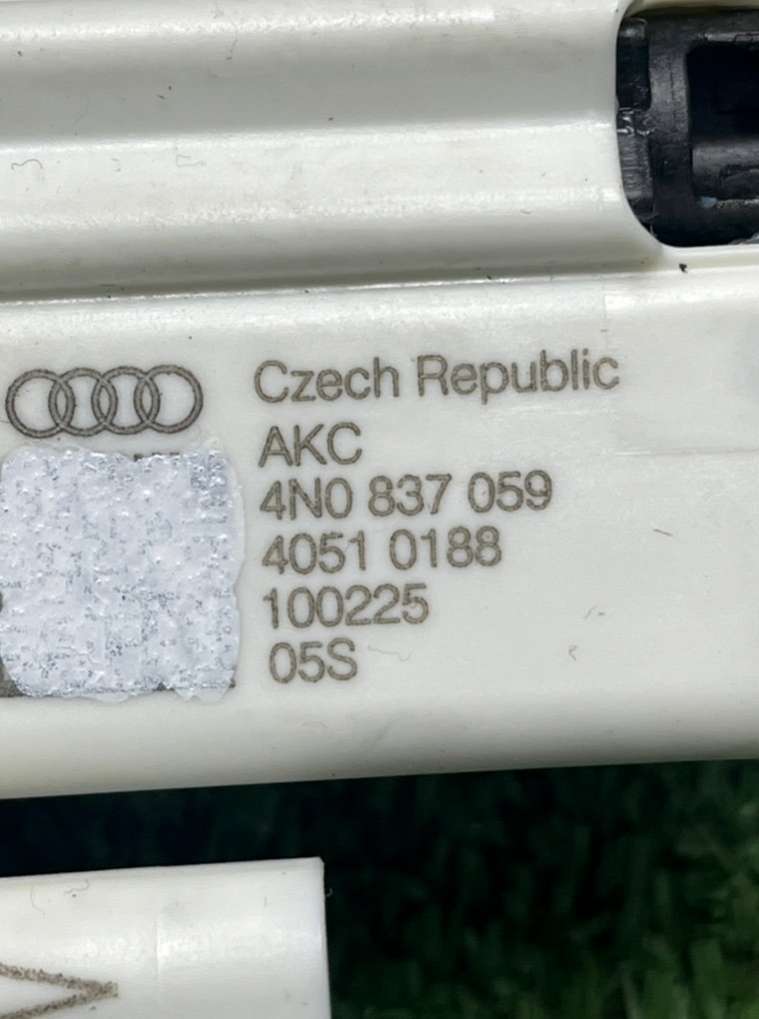 Czech Republic
AKC
4N0 837 059
4051 0188
100225
05S